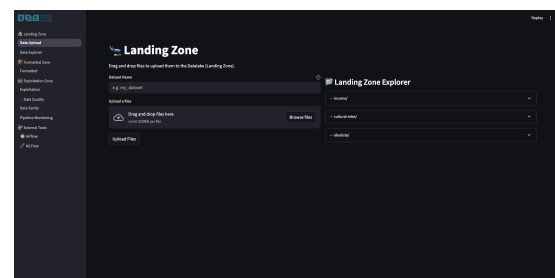 Deploy
Landing Zone
Data Upload
Data Explorer
Formatted Zone
Formatted
Exploitation Zone
Exploitation
Data Quality
Data Sanity
Pipeline Monitoring
External Tools
Airflow
MLFlow
Landing Zone
Drag and drop files to upload them to the Datalake (Landing Zone).
Dataset Name
e.g. my_dataset
Upload a files
Drag and drop files here
Limit 200MB per file
Browse files
Upload Files
Landing Zone Explorer
— income/
— cultural-sites/
— idealista/